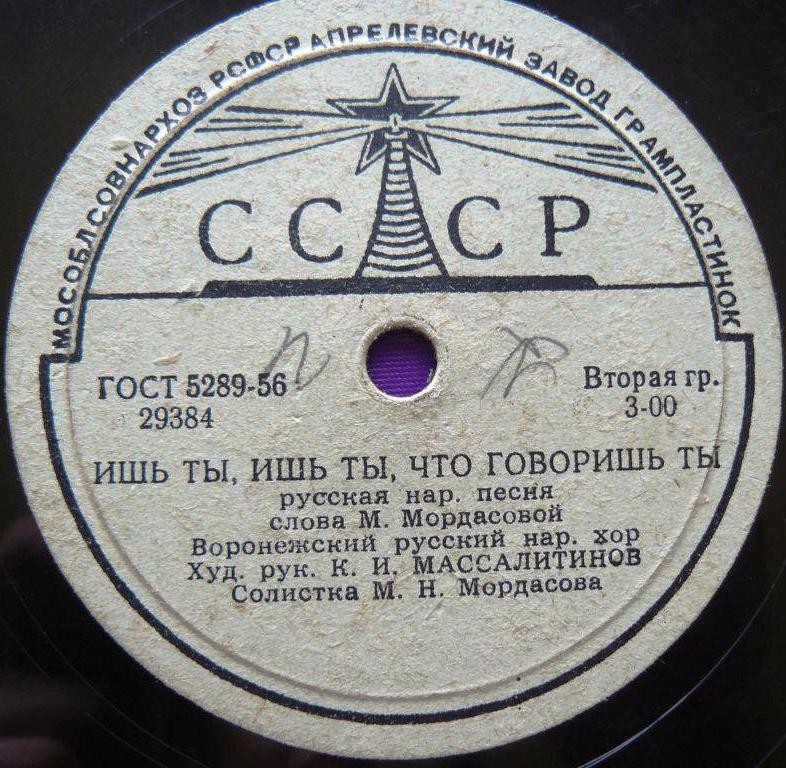 МОСОБЛСОВНАРХОЗ РСФСР АПРЕЛЕВСКИЙ ЗАВОД ГРАМПЛАСТИНОК
СССР
ГОСТ 5289-56
29384
Вторая гр.
3-00
ИШЬ ТЫ, ИШЬ ТЫ, ЧТО ГОВОРИШЬ ТЫ
русская нар. песня
слова М. Мордасовой
Воронежский русский нар. хор
Худ. рук. К. И. МАССАЛИТИНОВ
Солистка М. Н. Мордасова